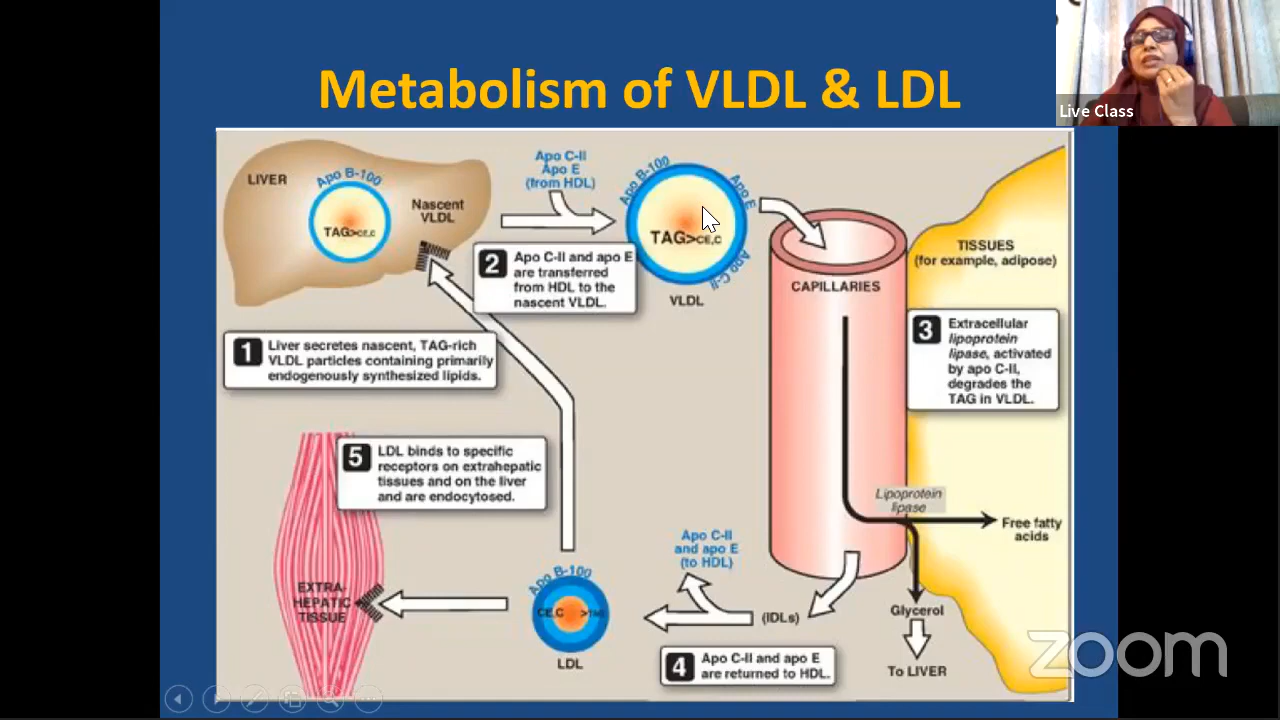 Metabolism of VLDL & LDL
Live Class
LIVER
Apo B-100
TAG>CE,C
Nascent
VLDL
Apo C-II
Apo E
(from HDL)
Apo B-100
Apo E
Apo C-II
TAG>CE,C
VLDL
2
Apo C-II and apo E
are transferred
from HDL to the
nascent VLDL.
CAPILLARIES
TISSUES
(for example, adipose)
1
Liver secretes nascent, TAG-rich
VLDL particles containing primarily
endogenously synthesized lipids.
3
Extracellular
lipoprotein
lipase, activated
by apo C-II,
degrades the
TAG in VLDL.
5
LDL binds to specific
receptors on extrahepatic
tissues and on the liver
and are endocytosed.
Lipoprotein
lipase
Free fatty
acids
Apo C-II
and apo E
(to HDL)
Apo B-100
CE,C >TAG
LDL
EXTRA-
HEPATIC
TISSUE
(IDLs)
Glycerol
To LIVER
4
Apo C-II and apo E
are returned to HDL.
zoom